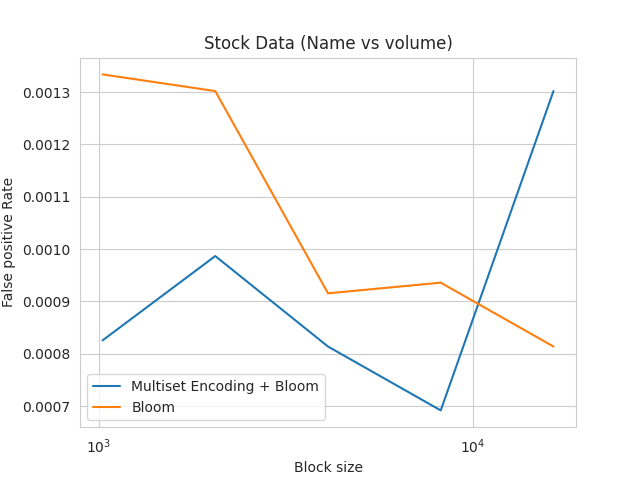 Stock Data (Name vs volume)
False positive Rate
0.0013
0.0012
0.0011
0.0010
0.0009
0.0008
0.0007
Multiset Encoding + Bloom
Bloom
10³
10⁴
Block size